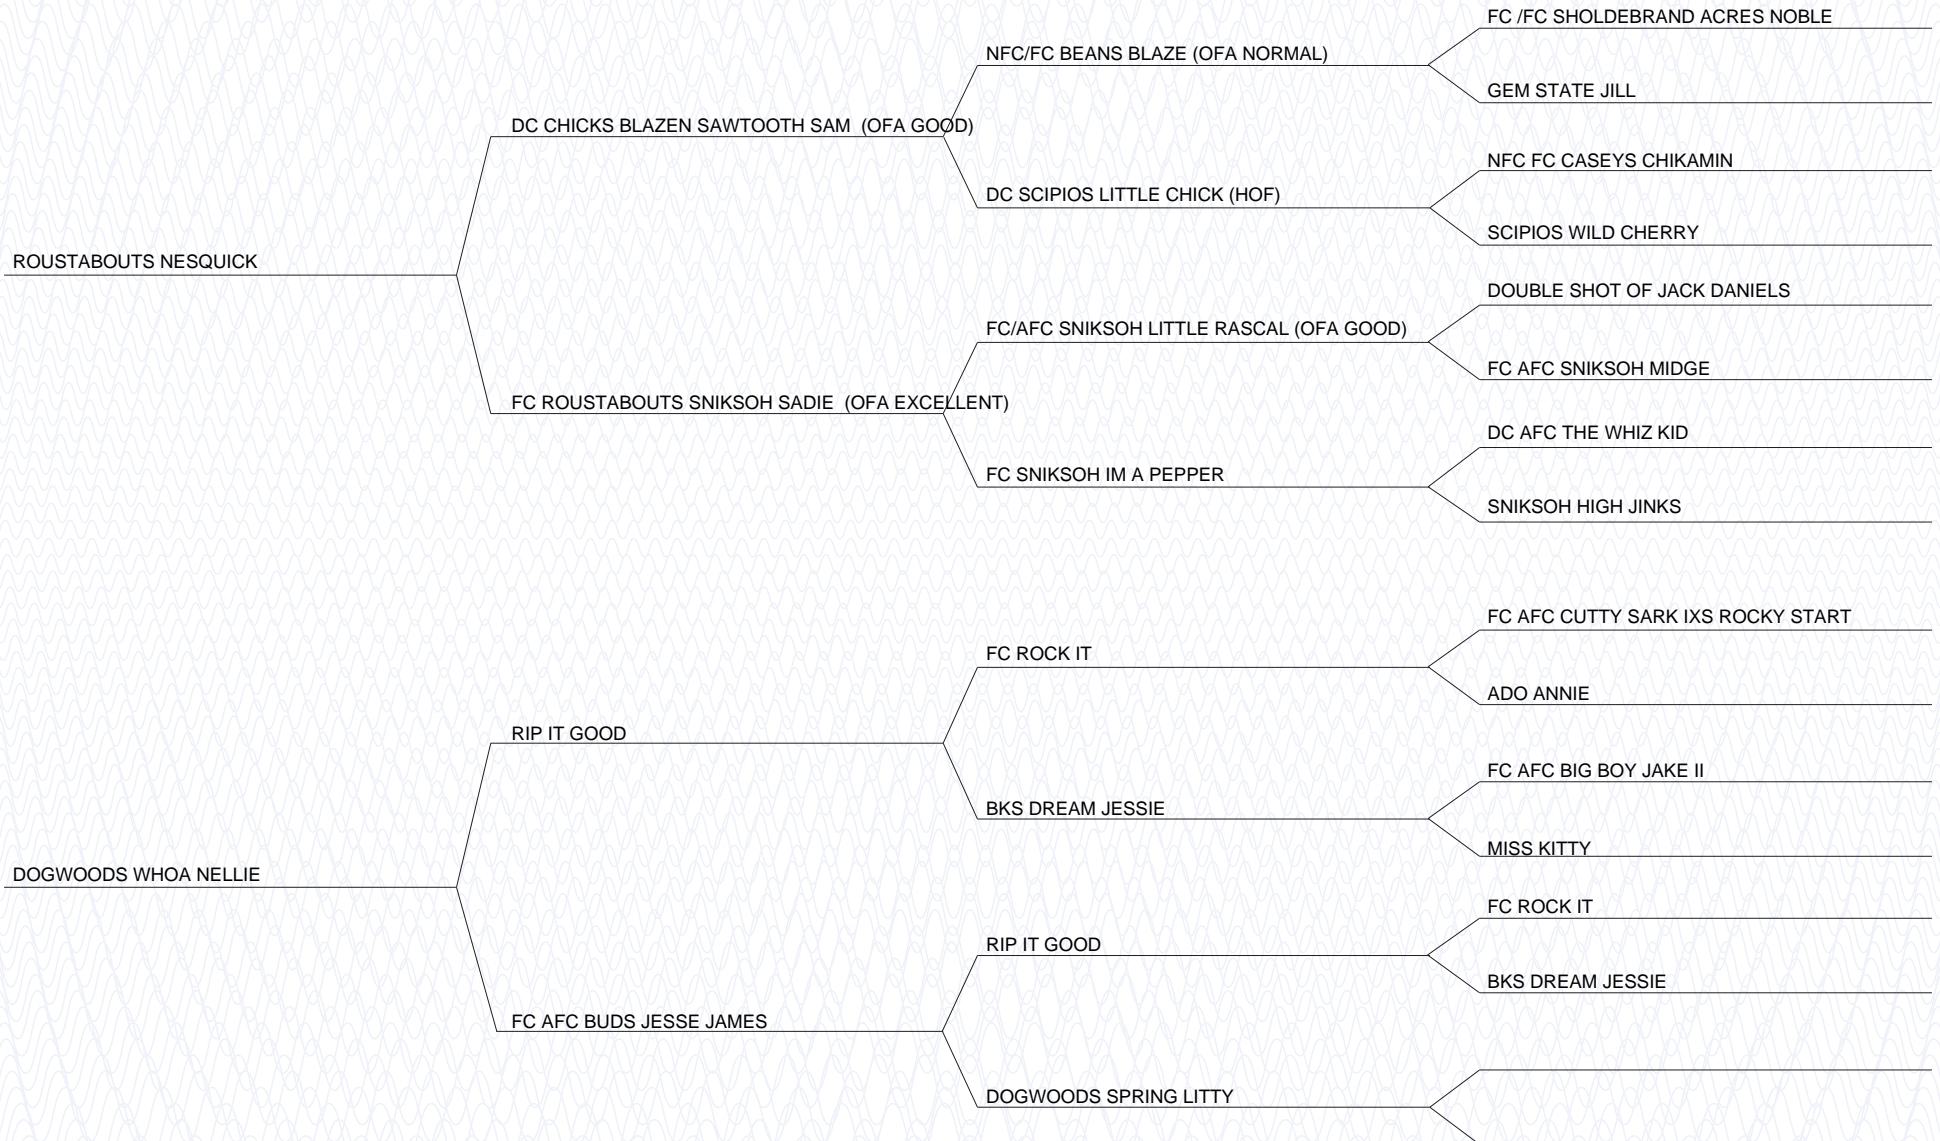 FC /FC SHOLDEBRAND ACRES NOBLE
NFC/FC BEANS BLAZE (OFA NORMAL)
GEM STATE JILL
DC CHICKS BLAZEN SAWTOOTH SAM  (OFA GOOD)
NFC FC CASEYS CHIKAMIN
DC SCIPIOS LITTLE CHICK (HOF)
SCIPIOS WILD CHERRY
ROUSTABOUTS NESQUICK
DOUBLE SHOT OF JACK DANIELS
FC/AFC SNIKSOH LITTLE RASCAL (OFA GOOD)
FC AFC SNIKSOH MIDGE
FC ROUSTABOUTS SNIKSOH SADIE  (OFA EXCELLENT)
DC AFC THE WHIZ KID
FC SNIKSOH IM A PEPPER
SNIKSOH HIGH JINKS
FC AFC CUTTY SARK IXS ROCKY START
FC ROCK IT
ADO ANNIE
RIP IT GOOD
FC AFC BIG BOY JAKE II
BKS DREAM JESSIE
MISS KITTY
DOGWOODS WHOA NELLIE
FC ROCK IT
RIP IT GOOD
BKS DREAM JESSIE
FC AFC BUDS JESSE JAMES
DOGWOODS SPRING LITTY